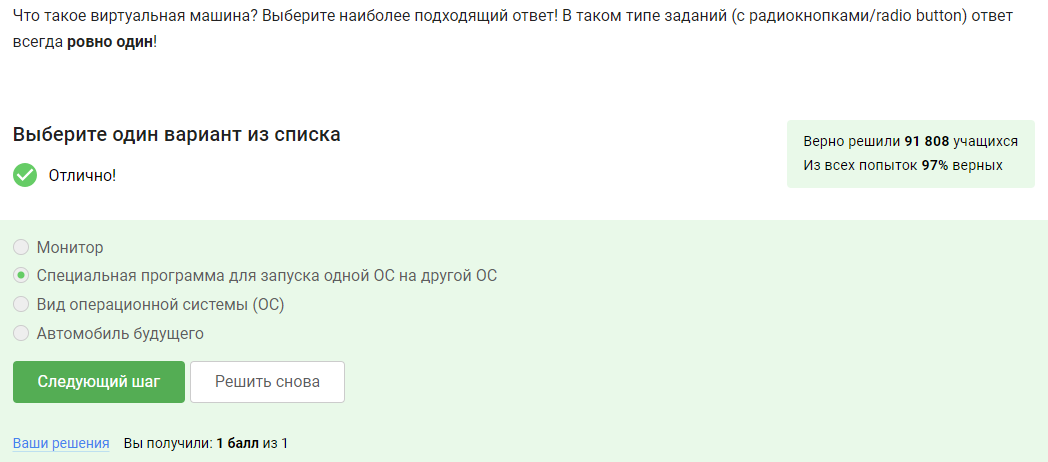 Что такое виртуальная машина? Выберите наиболее подходящий ответ! В таком типе заданий (с радиокнопками/radio button) ответ
всегда ровно один!
Выберите один вариант из списка
Отлично!
Верно решили 91 808 учащихся
Из всех попыток 97% верных
Монитор
Специальная программа для запуска одной ОС на другой ОС
Вид операционной системы (ОС)
Автомобиль будущего
Следующий шаг
Решить снова
Ваши решения Вы получили: 1 балл из 1